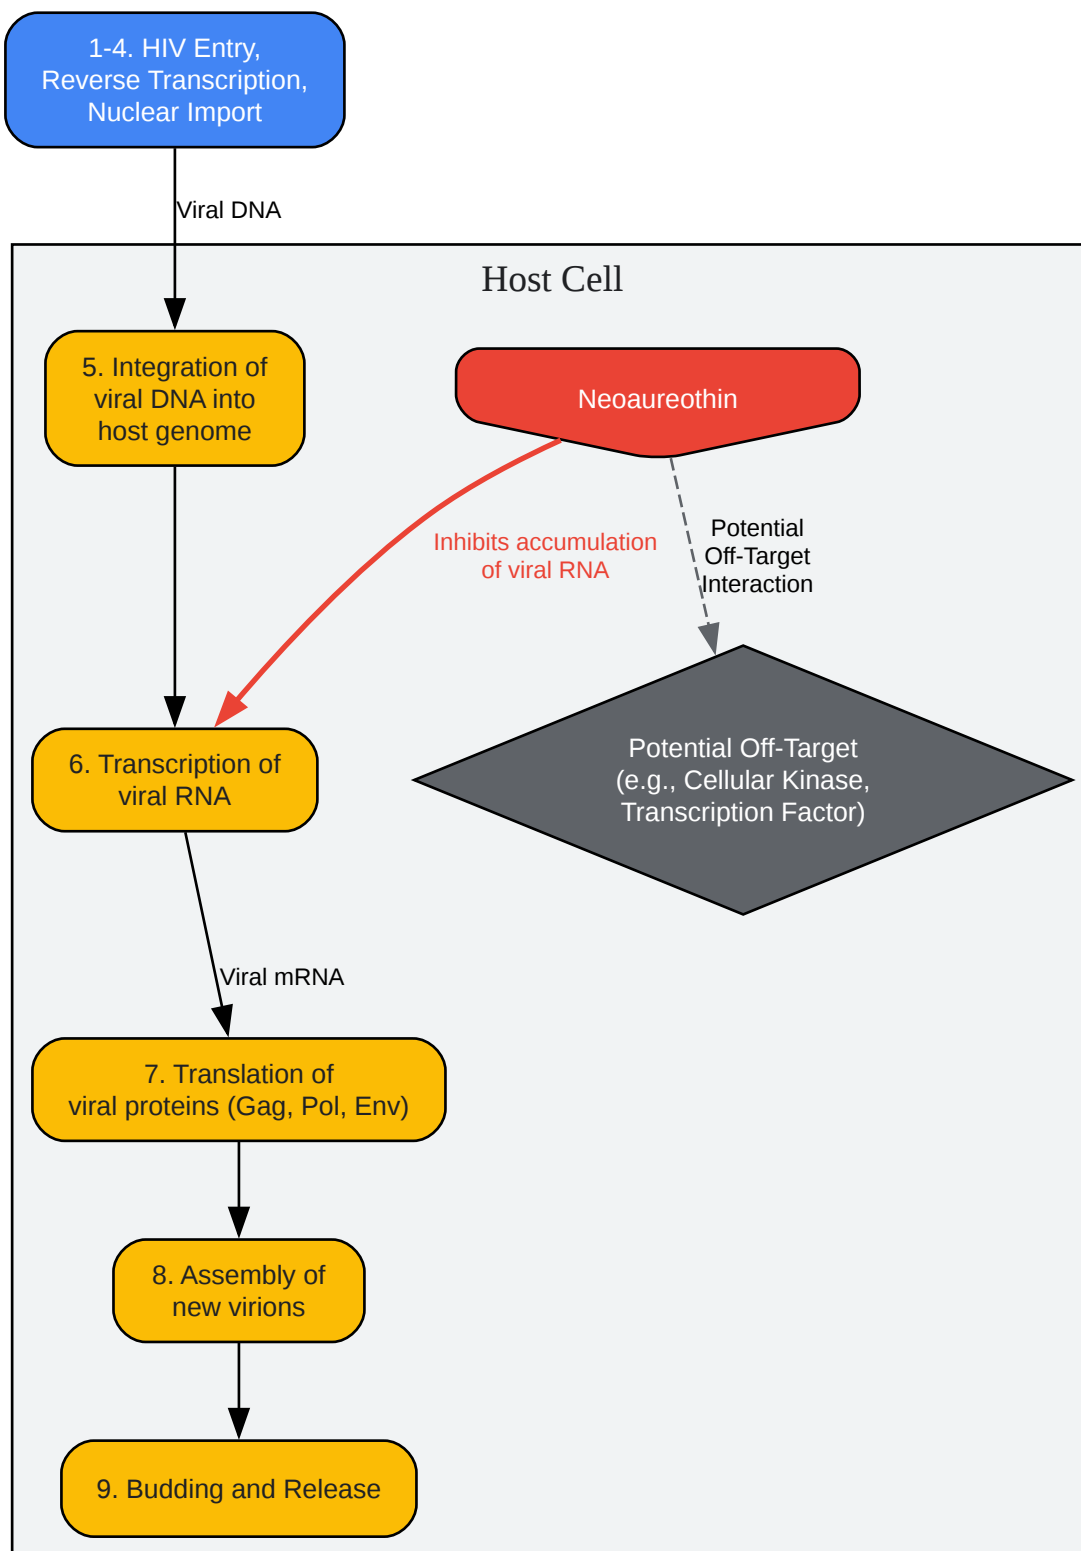 1-4. HIV Entry,
Reverse Transcription,
Nuclear Import
Viral DNA
Host Cell
5. Integration of
viral DNA into
host genome
Neoaureothin
Inhibits accumulation
of viral RNA
Potential
Off-Target
Interaction
6. Transcription of
viral RNA
Potential Off-Target
(e.g., Cellular Kinase,
Transcription Factor)
Viral mRNA
7. Translation of
viral proteins (Gag, Pol, Env)
8. Assembly of
new virions
9. Budding and Release